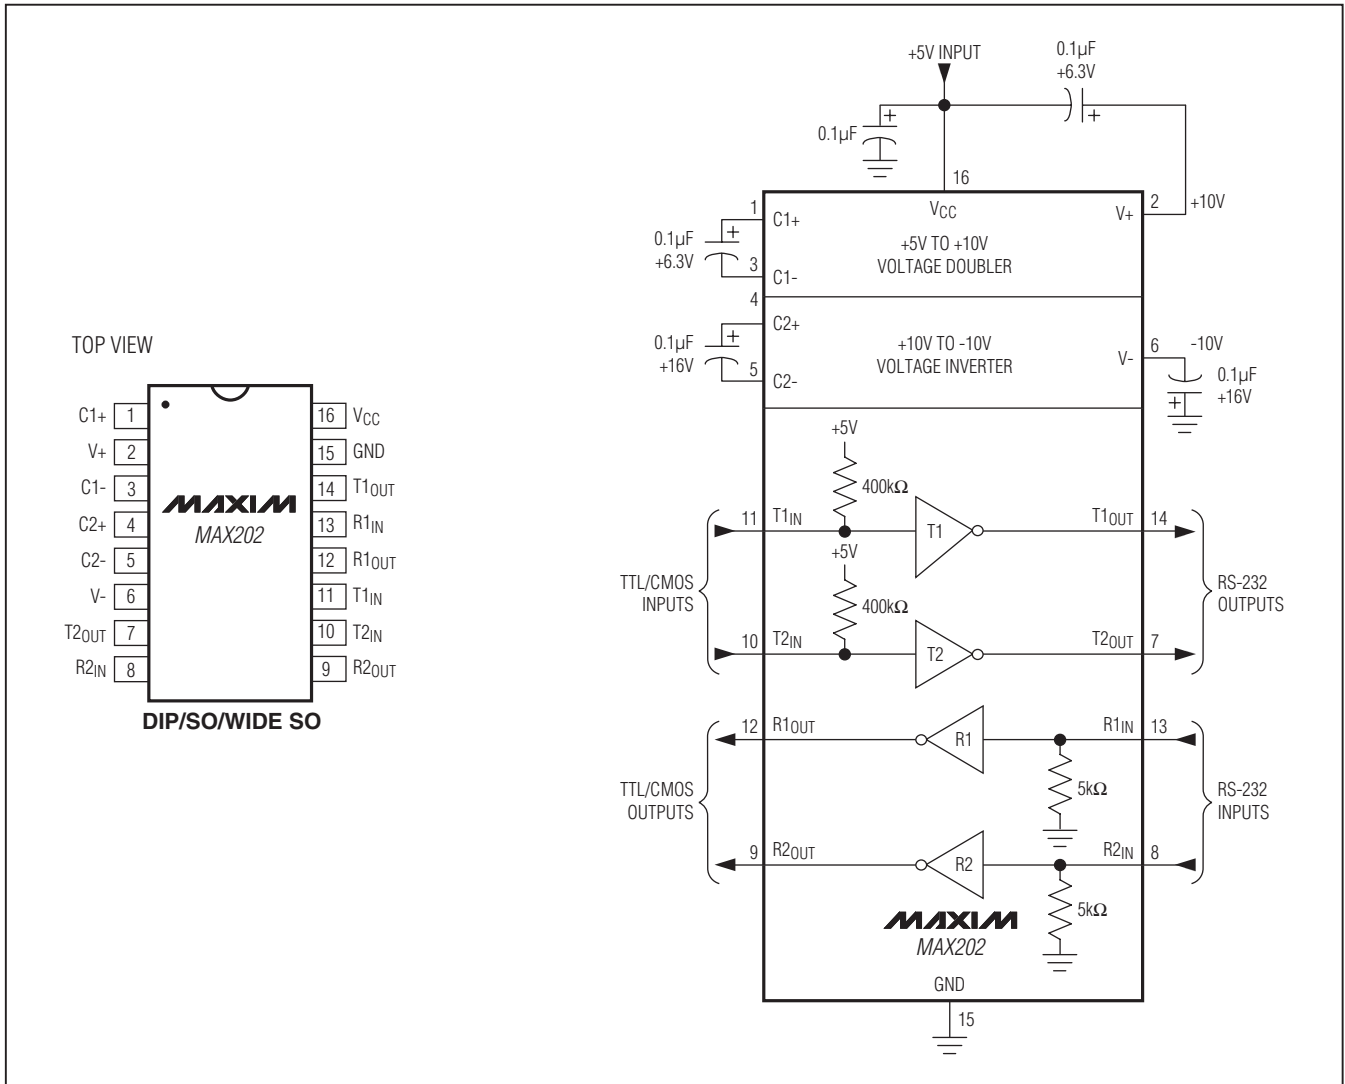 TOP VIEW
C1+ 1
V+ 2
C1- 3
C2+ 4
C2- 5
V- 6
T2OUT 7
R2IN 8
16 VCC
15 GND
14 T1OUT
13 R1IN
12 R1OUT
11 T1IN
10 T2IN
9 R2OUT
MAXIM
MAX202
DIP/SO/WIDE SO
+5V INPUT
0.1µF
+6.3V
+
0.1µF
+
16
VCC
1
C1+
0.1µF
+6.3V
+
3
C1-
+5V TO +10V
VOLTAGE DOUBLER
V+
2
+10V
4
C2+
0.1µF
+16V
+
5
C2-
+10V TO -10V
VOLTAGE INVERTER
V-
6
-10V
0.1µF
+16V
+
+5V
400kΩ
11 T1IN
T1
T1OUT 14
+5V
400kΩ
TTL/CMOS
INPUTS
RS-232
OUTPUTS
10 T2IN
T2
T2OUT 7
12 R1OUT
R1
R1IN 13
5kΩ
TTL/CMOS
OUTPUTS
RS-232
INPUTS
9 R2OUT
R2
R2IN 8
5kΩ
MAXIM
MAX202
GND
15